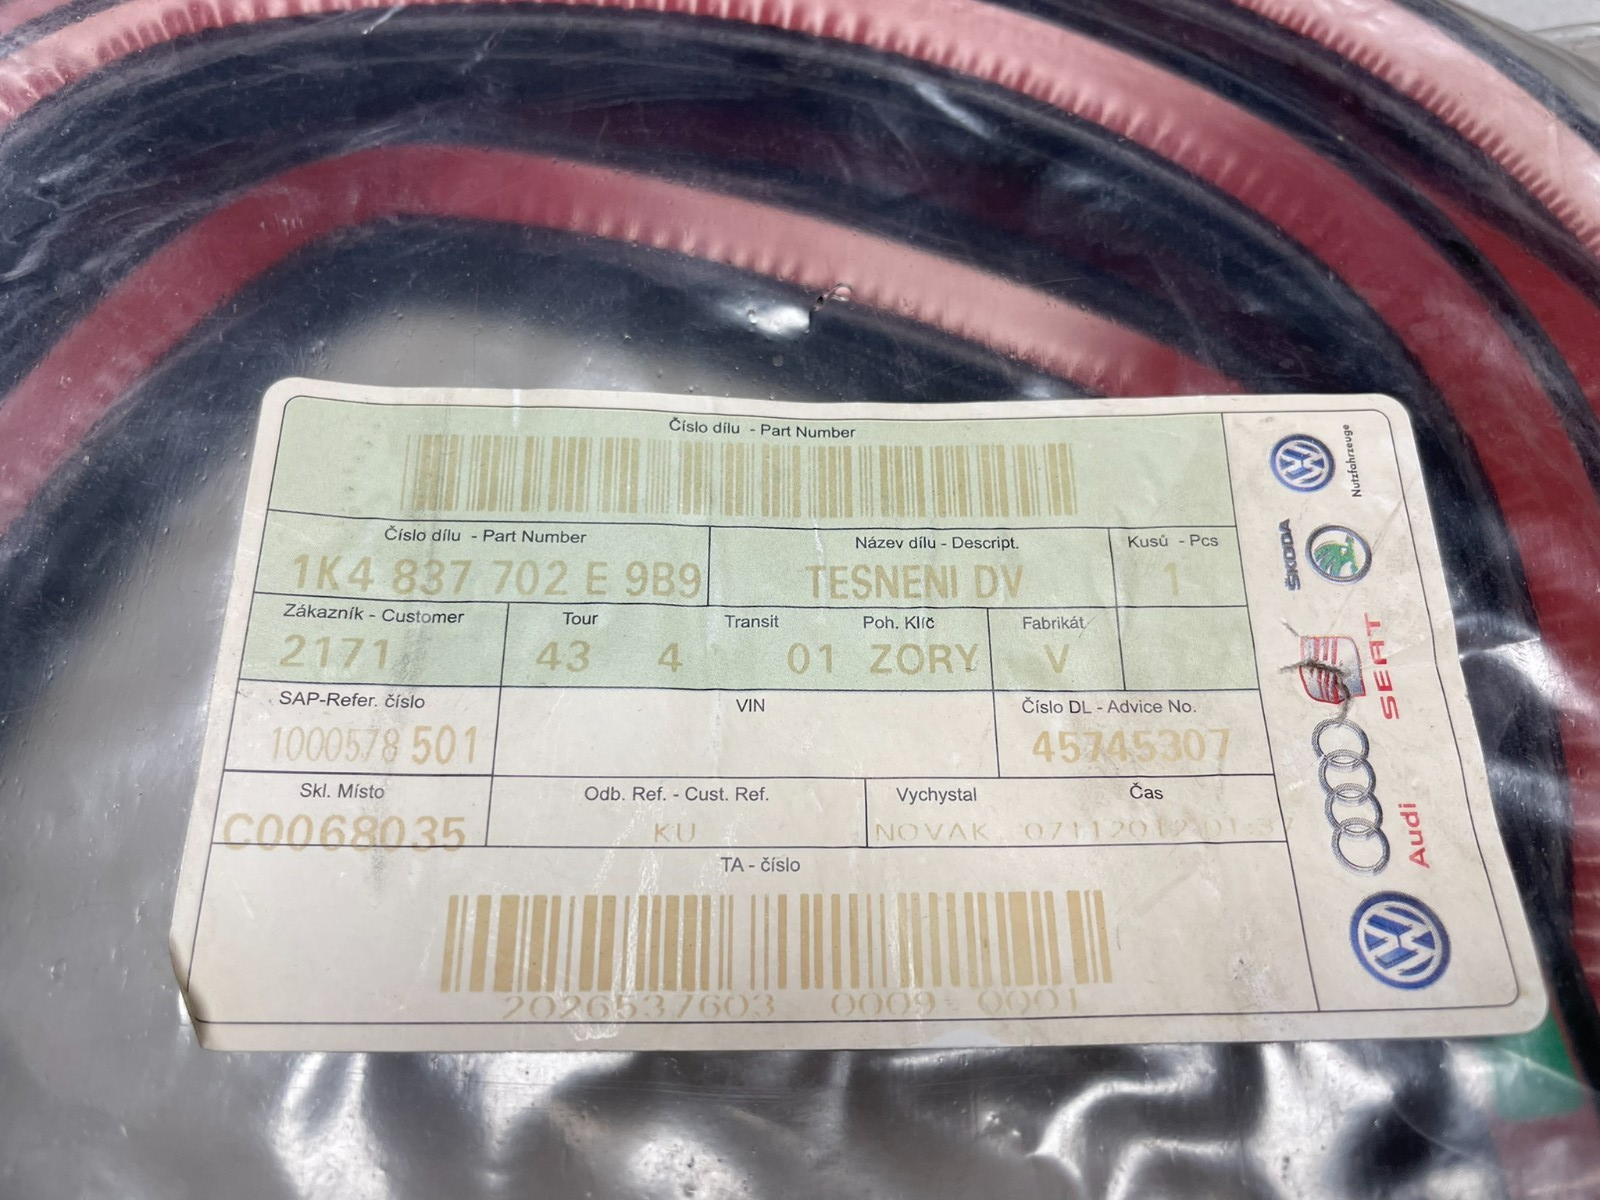 Číslo dílu - Part Number
Číslo dílu - Part Number
Název dílu - Descript.
Kusů - Pcs
1K4 837 702 E 9B9
TESNENI DV
1
Zákazník - Customer
Tour
Transit
Poh. Klíč
Fabrikát
2171
43 4
01
ZORY
V
SAP-Refer. číslo
VIN
Číslo DL - Advice No.
1000578 501
45745307
Skl. Místo
Odb. Ref. - Cust. Ref.
Vychystal
Čas
C0068035
KU
NOVAK 07112012 01:37
TA - číslo
2026537603 0009 0001
Nutzfahrzeuge
ŠKODA
SEAT
Audi